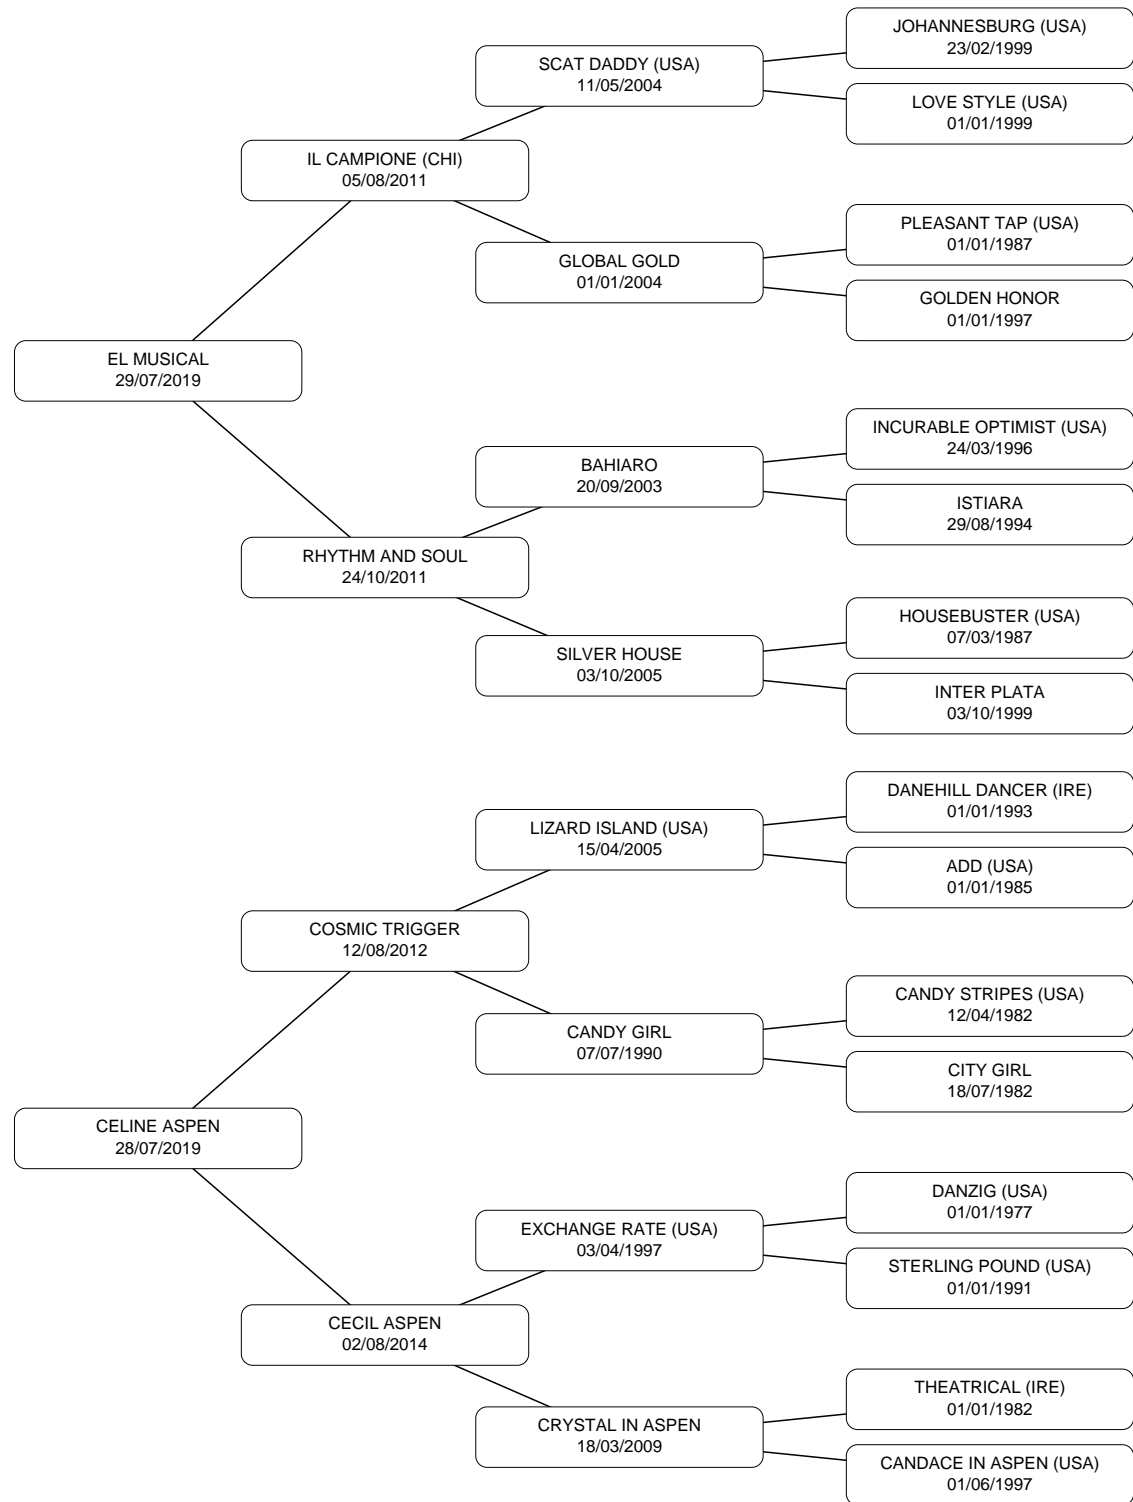 JOHANNESBURG (USA)
23/02/1999
SCAT DADDY (USA)
11/05/2004
LOVE STYLE (USA)
01/01/1999
IL CAMPIONE (CHI)
05/08/2011
PLEASANT TAP (USA)
01/01/1987
GLOBAL GOLD
01/01/2004
GOLDEN HONOR
01/01/1997
EL MUSICAL
29/07/2019
INCURABLE OPTIMIST (USA)
24/03/1996
BAHIARO
20/09/2003
ISTIARA
29/08/1994
RHYTHM AND SOUL
24/10/2011
HOUSEBUSTER (USA)
07/03/1987
SILVER HOUSE
03/10/2005
INTER PLATA
03/10/1999
DANEHILL DANCER (IRE)
01/01/1993
LIZARD ISLAND (USA)
15/04/2005
ADD (USA)
01/01/1985
COSMIC TRIGGER
12/08/2012
CANDY STRIPES (USA)
12/04/1982
CANDY GIRL
07/07/1990
CITY GIRL
18/07/1982
CELINE ASPEN
28/07/2019
DANZIG (USA)
01/01/1977
EXCHANGE RATE (USA)
03/04/1997
STERLING POUND (USA)
01/01/1991
CECIL ASPEN
02/08/2014
THEATRICAL (IRE)
01/01/1982
CRYSTAL IN ASPEN
18/03/2009
CANDACE IN ASPEN (USA)
01/06/1997